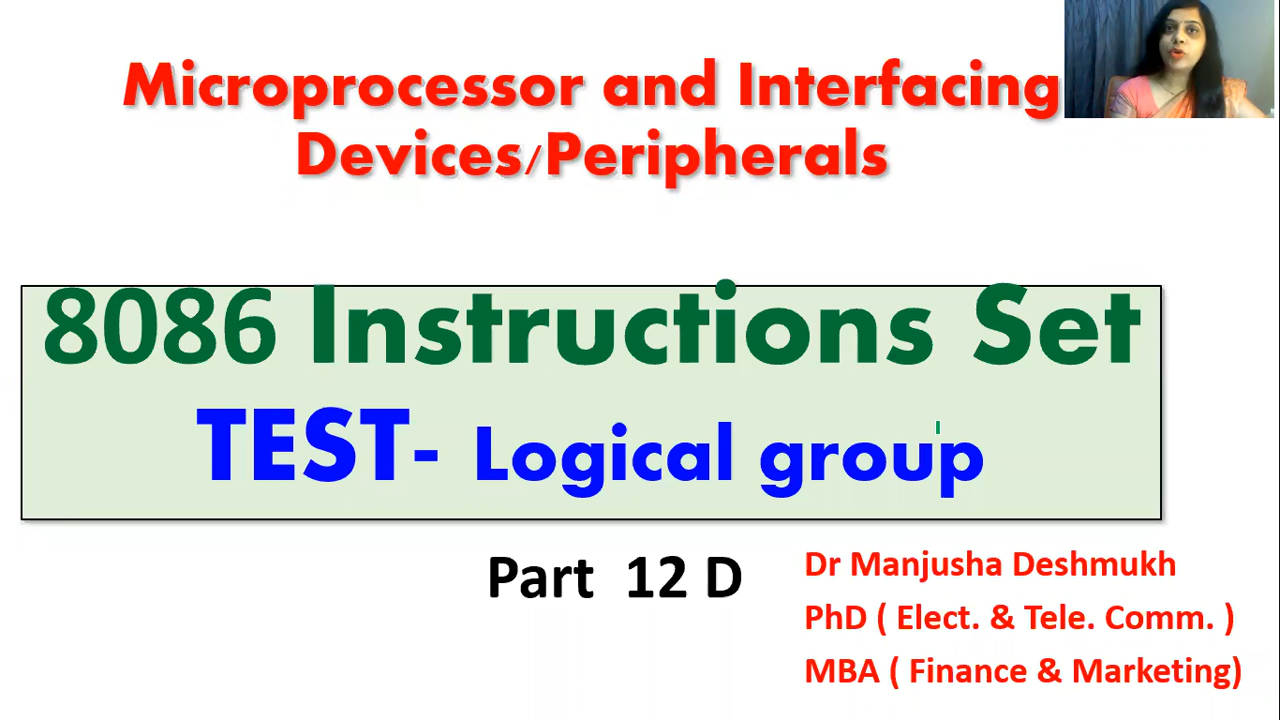 Microprocessor and Interfacing
Devices/Peripherals
8086 Instructions Set
TEST- Logical group
Part 12 D
Dr Manjusha Deshmukh
PhD ( Elect. & Tele. Comm. )
MBA ( Finance & Marketing)